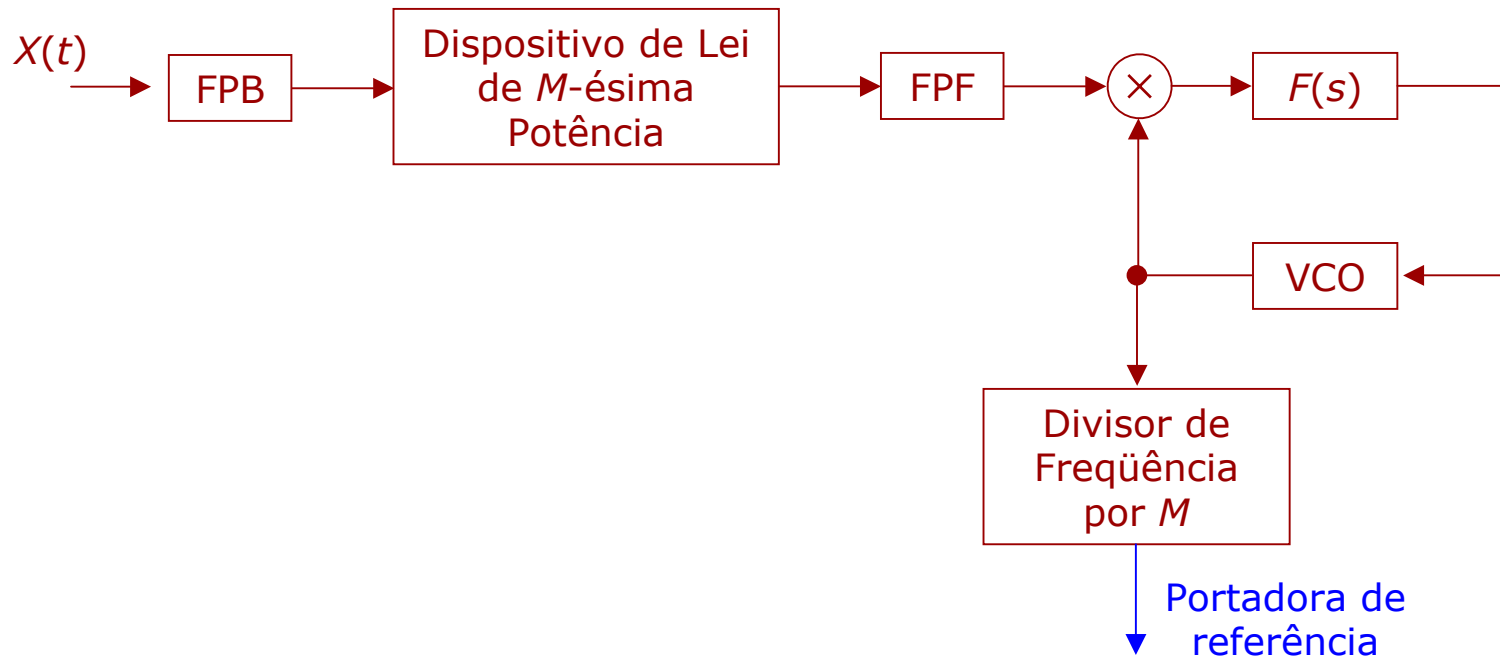 X(t)
FPB
Dispositivo de Lei
de M-ésima
Potência
FPF
×
F(s)
VCO
Divisor de
Freqüência
por M
Portadora de
referência